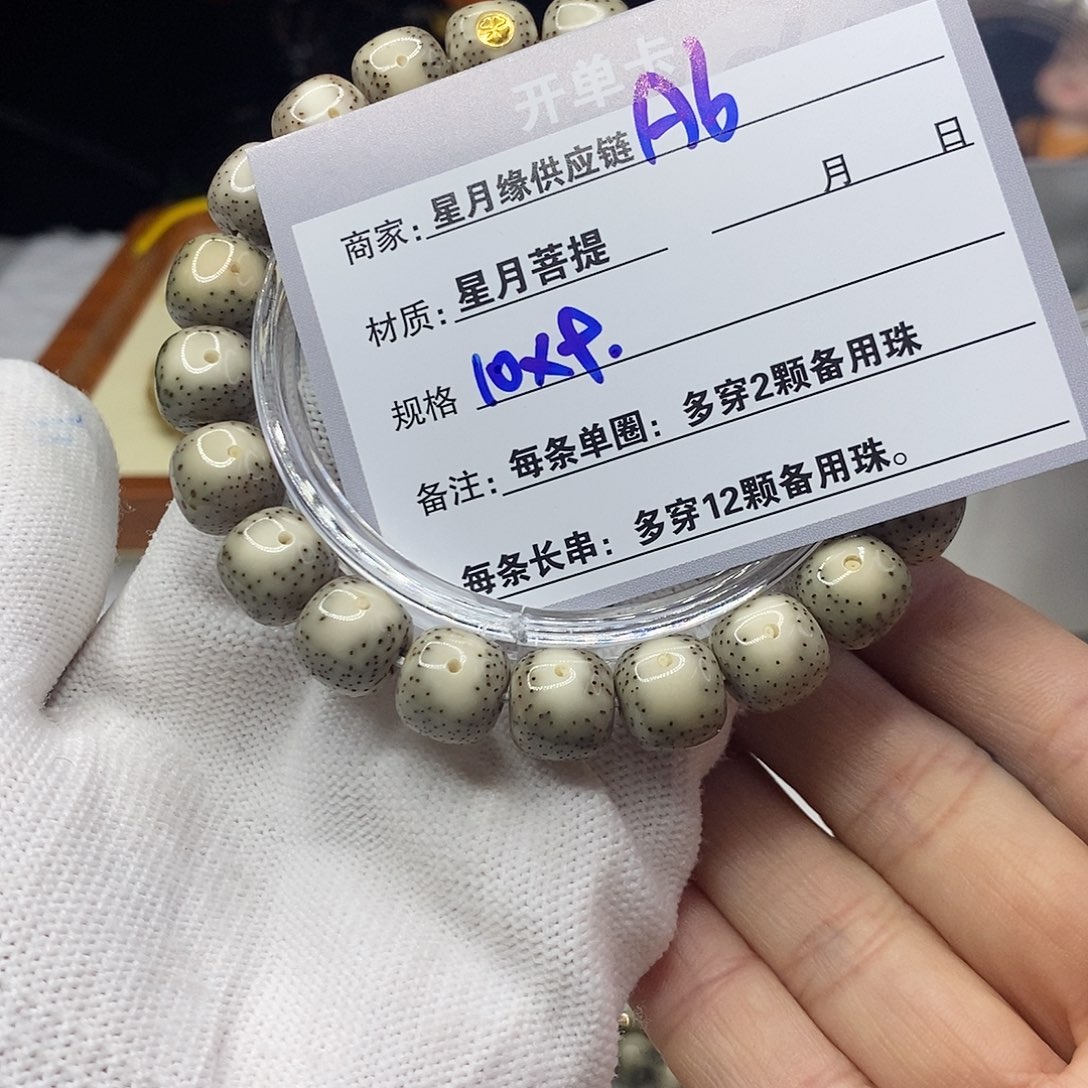 开单卡
A6
商家：星月缘供应链
月 日
材质：星月菩提
规格 10x9.
备注：每条单圈：多穿2颗备用珠
每条长串：多穿12颗备用珠。